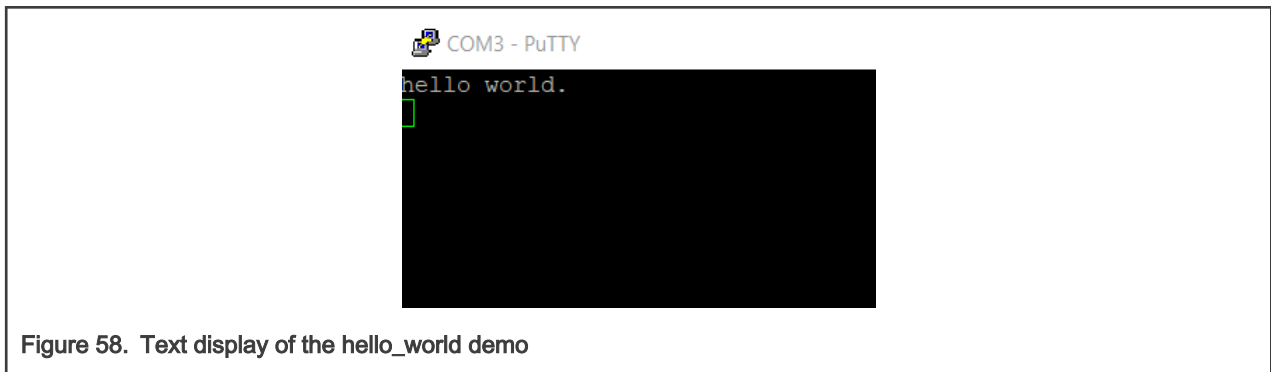 COM3 - PuTTY
hello world.
Figure 58. Text display of the hello_world demo